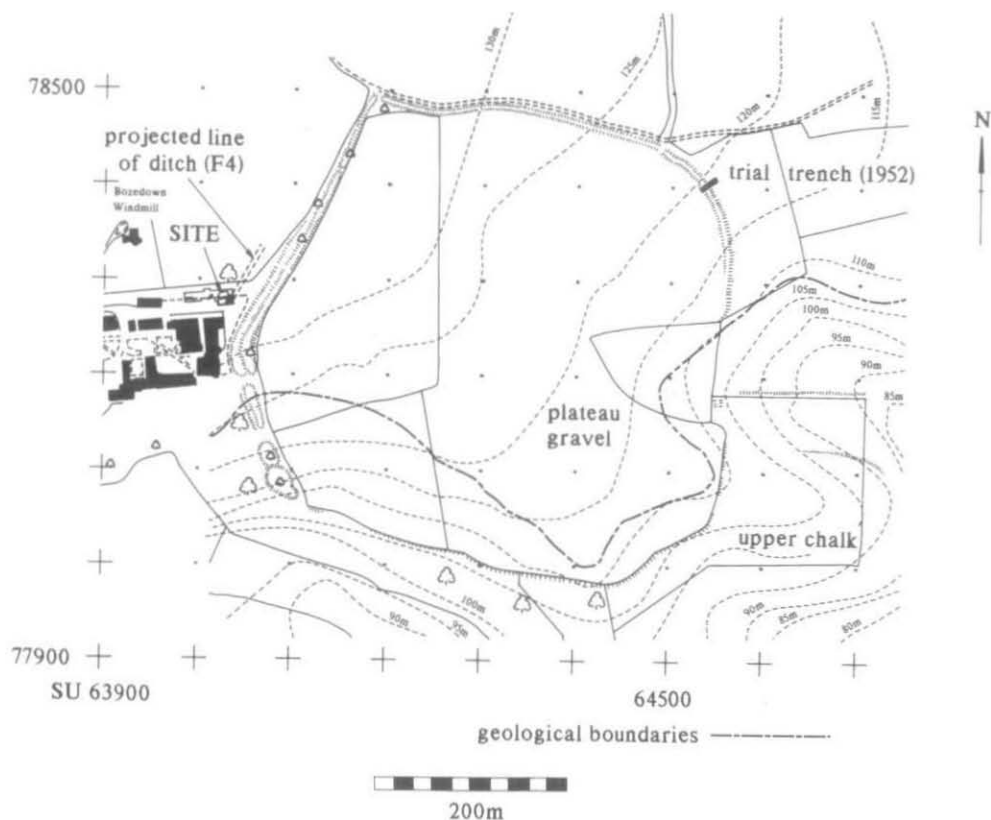 78500
130m
125m
120m
115m
N
projected line
of ditch (F4)
Bozedown
Windmill
SITE
trial trench (1952)
110m
105m
100m
95m
90m
85m
plateau
gravel
upper chalk
100m
95m
90m
90m
85m
80m
77900
SU 63900
64500
geological boundaries
200m